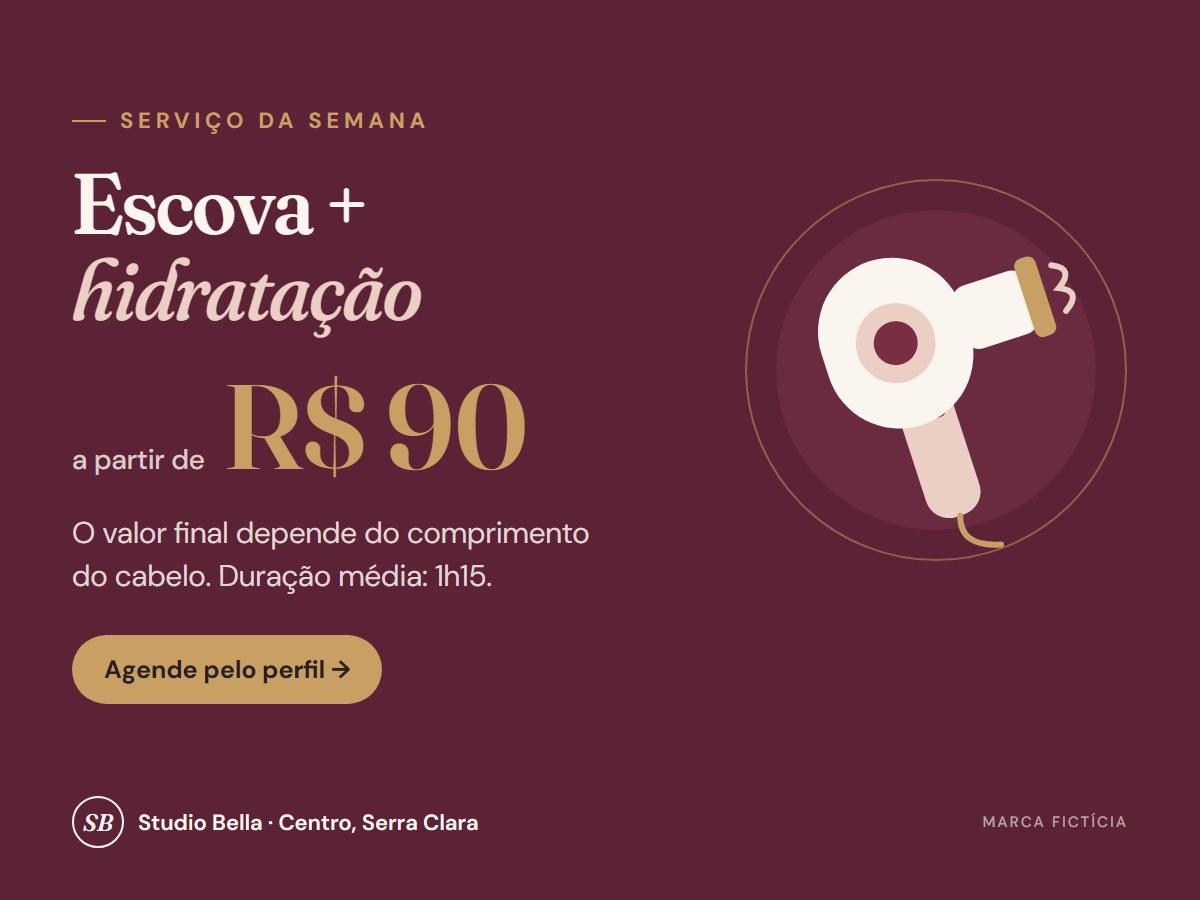 SERVIÇO DA SEMANA
Escova +
hidratação
a partir de R$ 90
O valor final depende do comprimento
do cabelo. Duração média: 1h15.
Agende pelo perfil →
SB Studio Bella · Centro, Serra Clara
MARCA FICTÍCIA